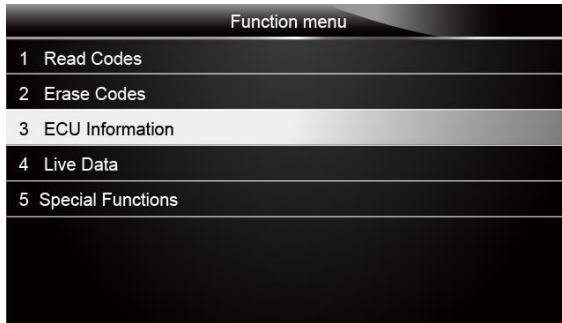 Function menu
1 Read Codes
2 Erase Codes
3 ECU Information
4 Live Data
5 Special Functions